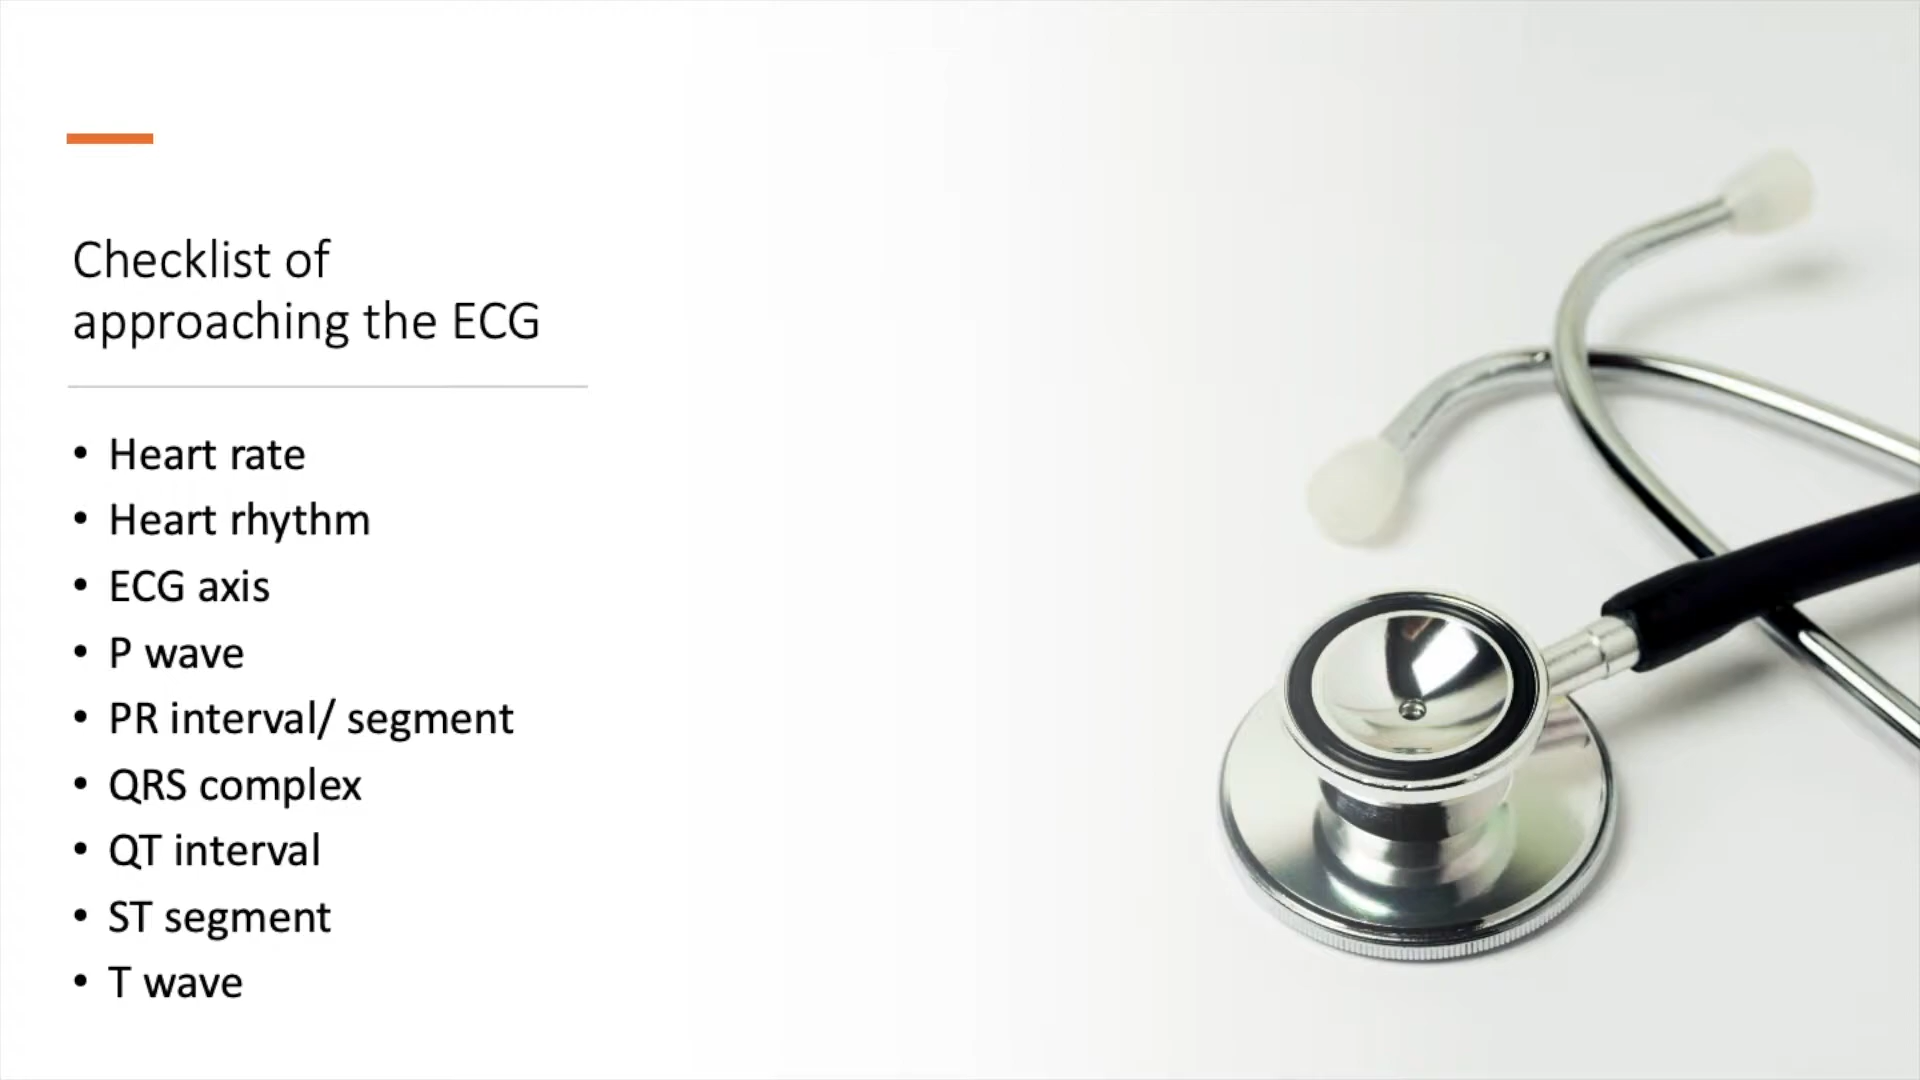 Checklist of
approaching the ECG
• Heart rate
• Heart rhythm
• ECG axis
• P wave
• PR interval/ segment
• QRS complex
• QT interval
• ST segment
• T wave